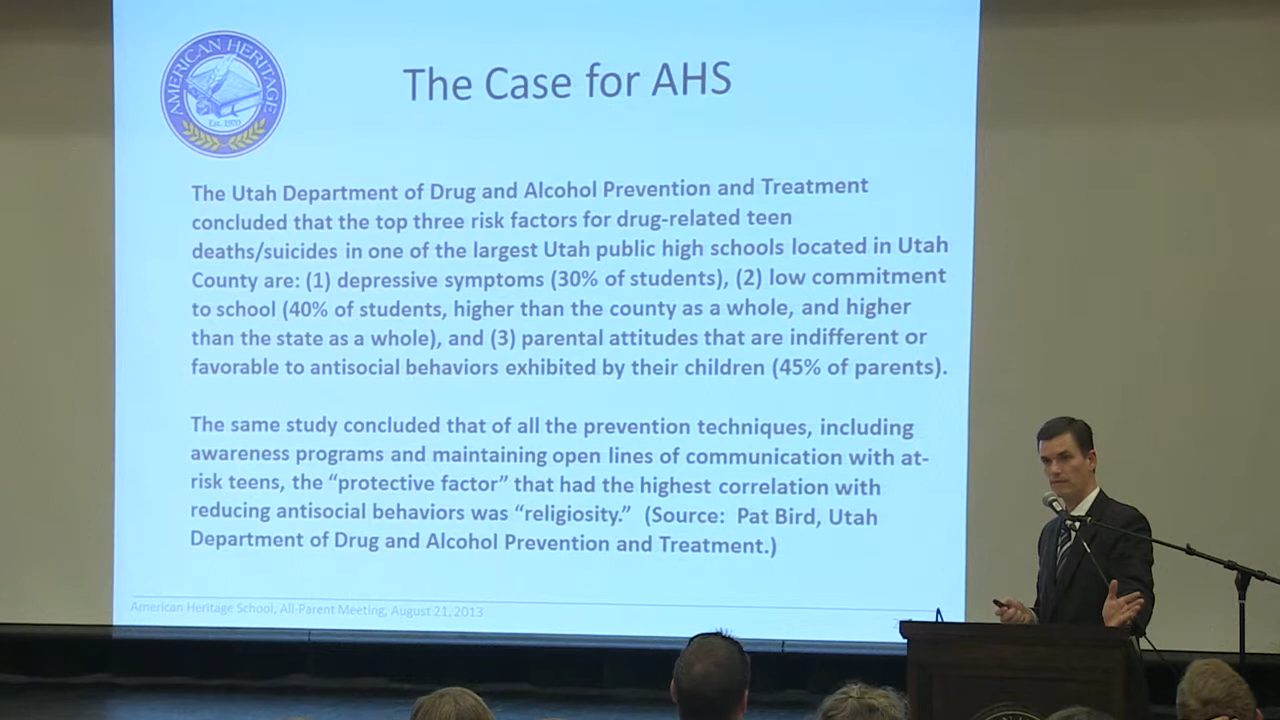 AMERICAN HERITAGE
Est. 1970
The Case for AHS
The Utah Department of Drug and Alcohol Prevention and Treatment
concluded that the top three risk factors for drug-related teen
deaths/suicides in one of the largest Utah public high schools located in Utah
County are: (1) depressive symptoms (30% of students), (2) low commitment
to school (40% of students, higher than the county as a whole, and higher
than the state as a whole), and (3) parental attitudes that are indifferent or
favorable to antisocial behaviors exhibited by their children (45% of parents).
The same study concluded that of all the prevention techniques, including
awareness programs and maintaining open lines of communication with at-
risk teens, the “protective factor” that had the highest correlation with
reducing antisocial behaviors was “religiosity.” (Source: Pat Bird, Utah
Department of Drug and Alcohol Prevention and Treatment.)
American Heritage School, All-Parent Meeting, August 21, 2013